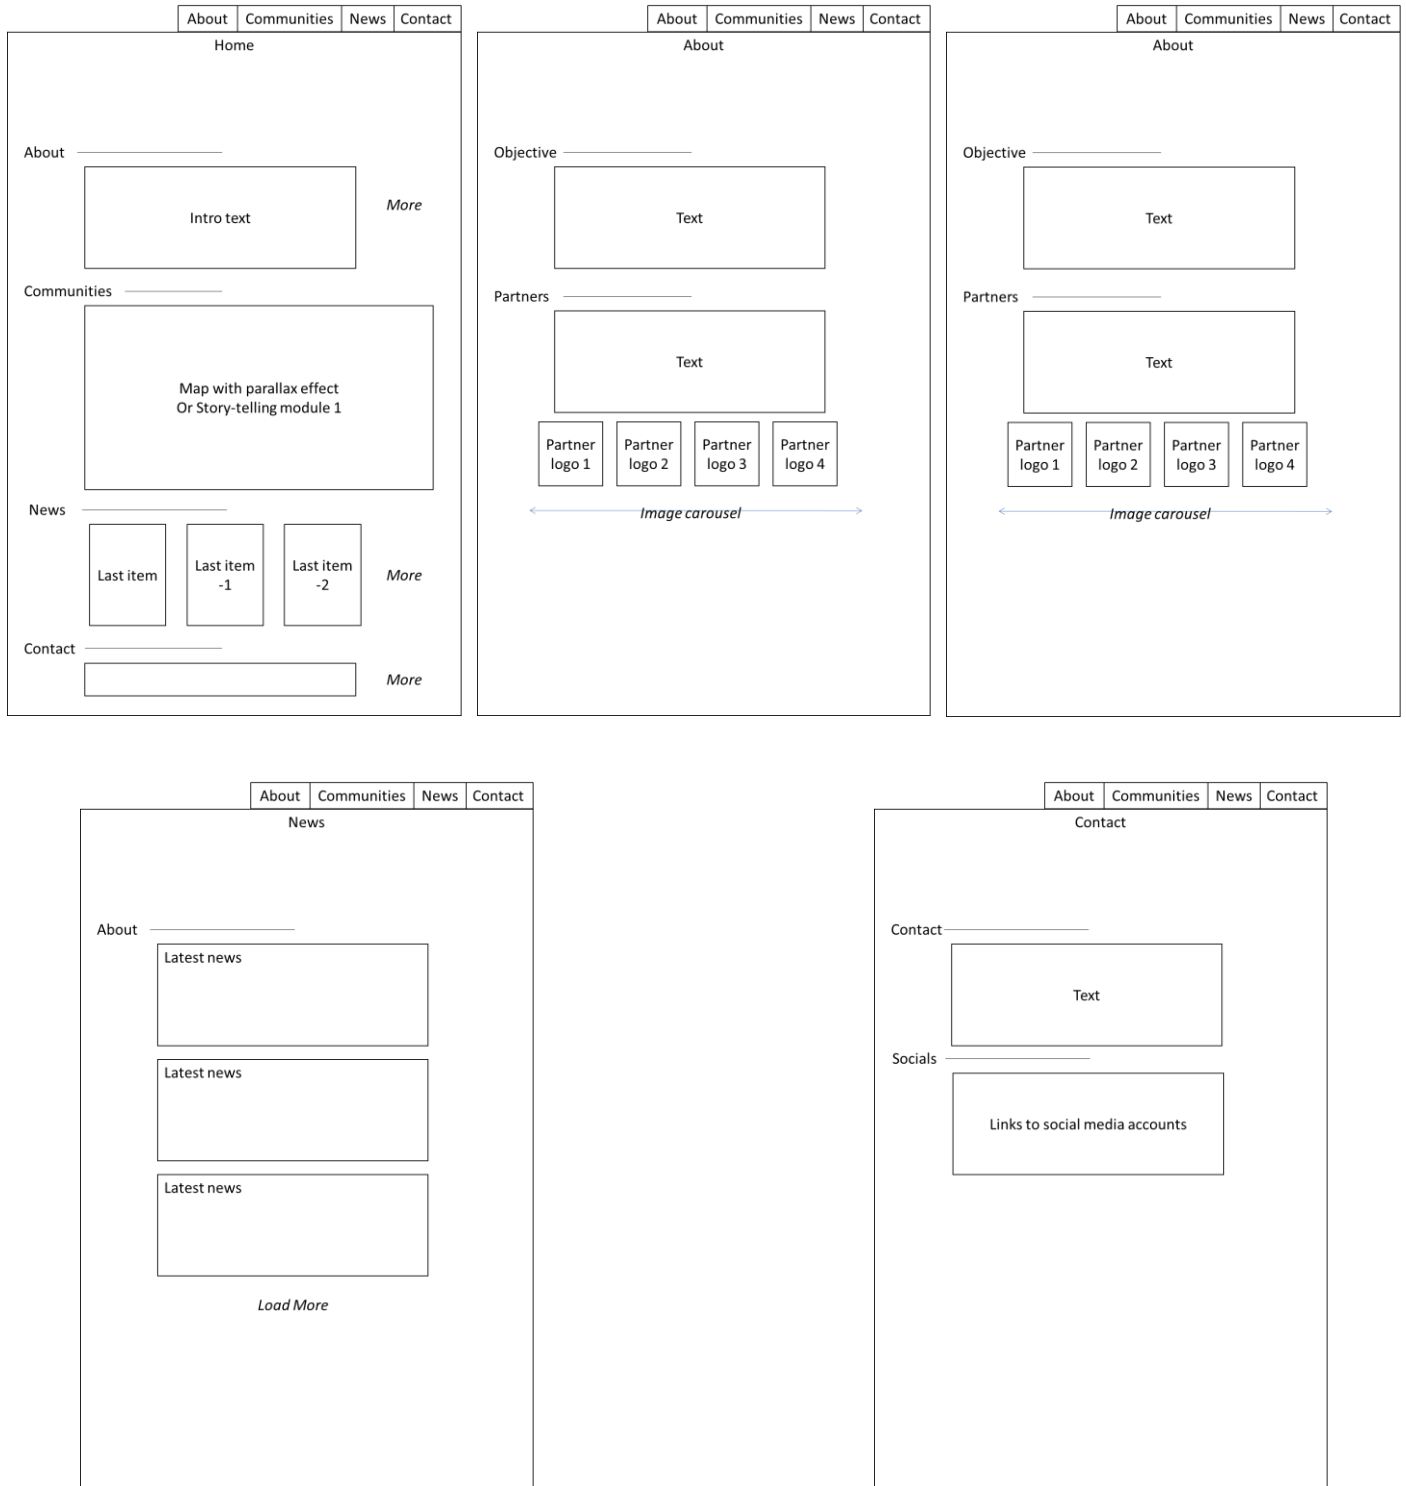 About Communities News Contact
Home
About
Intro text
More
Communities
Map with parallax effect
Or Story-telling module 1
News
Last item
Last item
-1
Last item
-2
More
Contact
More
About Communities News Contact
About
Objective
Text
Partners
Text
Partner
logo 1
Partner
logo 2
Partner
logo 3
Partner
logo 4
Image carousel
About Communities News Contact
About
Objective
Text
Partners
Text
Partner
logo 1
Partner
logo 2
Partner
logo 3
Partner
logo 4
Image carousel
About Communities News Contact
News
About
Latest news
Latest news
Latest news
Load More
About Communities News Contact
Contact
Contact
Text
Socials
Links to social media accounts